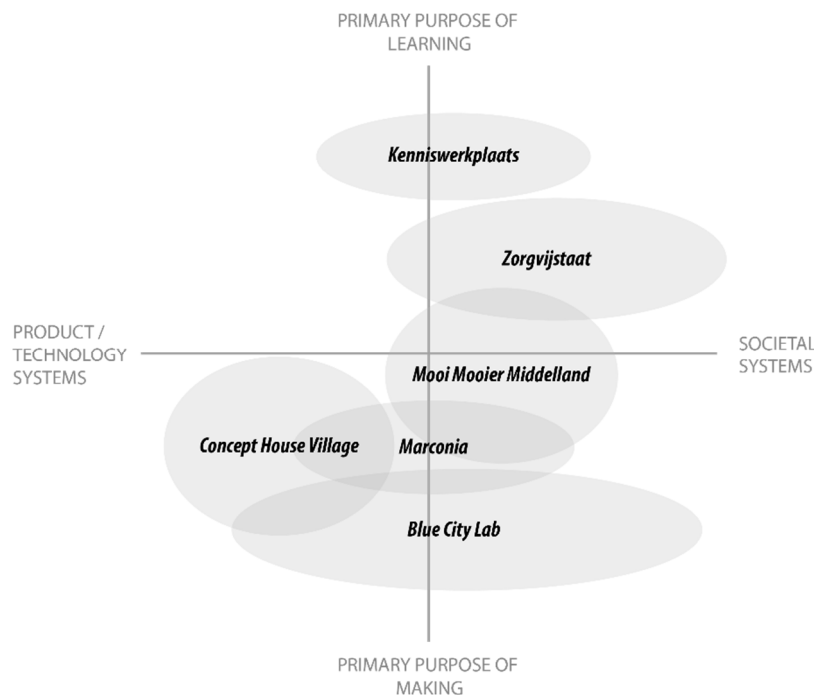 PRIMARY PURPOSE OF
LEARNING
Kenniswerkplaats
Zorgvijstaat
PRODUCT /
TECHNOLOGY
SYSTEMS
SOCIETAL
SYSTEMS
Mooi Mooier Middelland
Concept House Village
Marconia
Blue City Lab
PRIMARY PURPOSE OF
MAKING